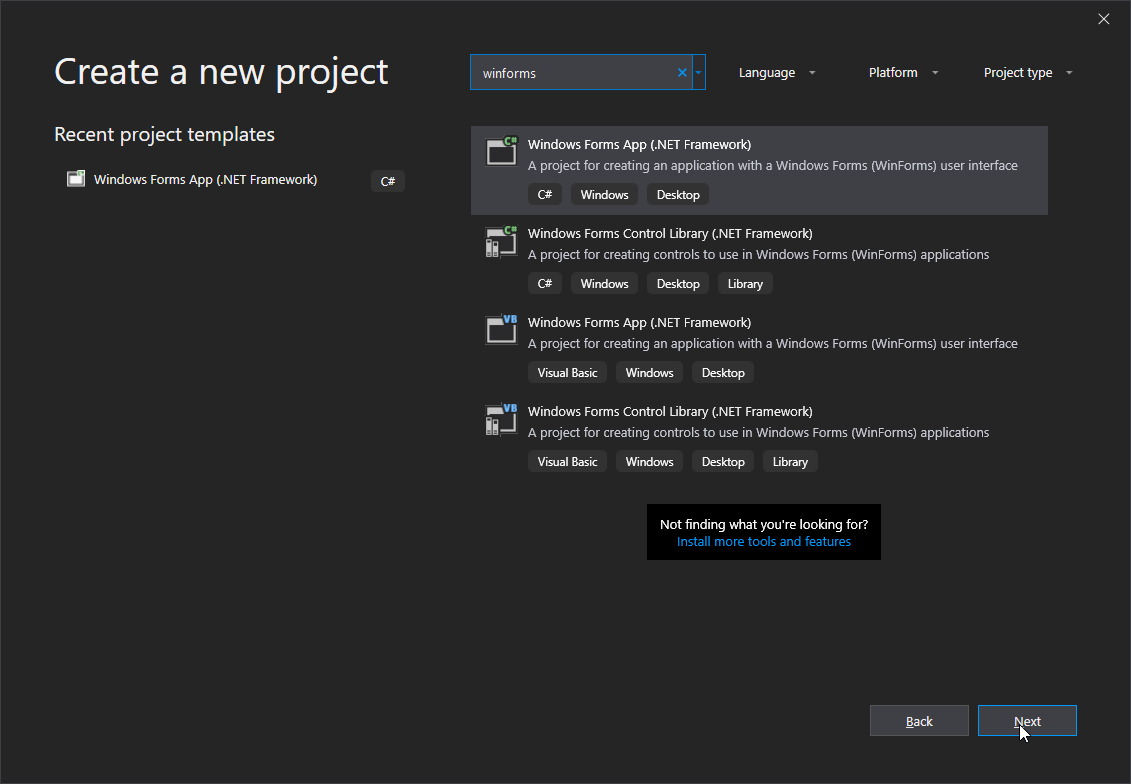 Create a new project
winforms
Language
Platform
Project type
Recent project templates
Windows Forms App (.NET Framework)
C#
C#
Windows Forms App (.NET Framework)
A project for creating an application with a Windows Forms (WinForms) user interface
C# Windows Desktop
C#
Windows Forms Control Library (.NET Framework)
A project for creating controls to use in Windows Forms (WinForms) applications
C# Windows Desktop Library
VB
Windows Forms App (.NET Framework)
A project for creating an application with a Windows Forms (WinForms) user interface
Visual Basic Windows Desktop
VB
Windows Forms Control Library (.NET Framework)
A project for creating controls to use in Windows Forms (WinForms) applications
Visual Basic Windows Desktop Library
Not finding what you're looking for?
Install more tools and features
Back
Next